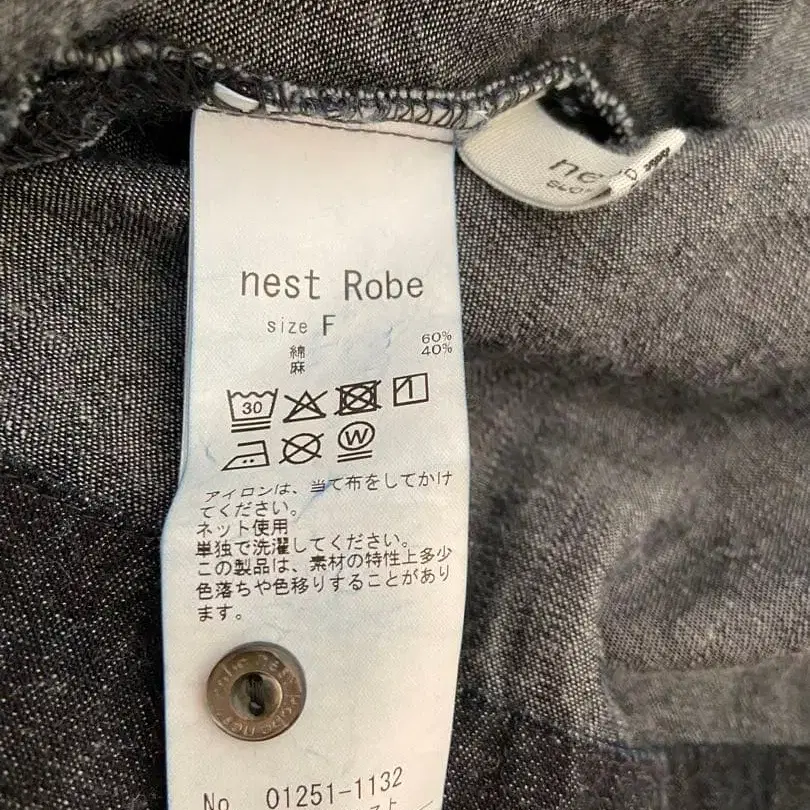 ne
nest Robe
size F
綿 60%
麻 40%
30
W
アイロンは、当て布をしてかけ
てください。
ネット使用
単独で洗濯してください。
この製品は、素材の特性上多少
色落ちや色移りすることがあり
ます。
No. 01251-1132